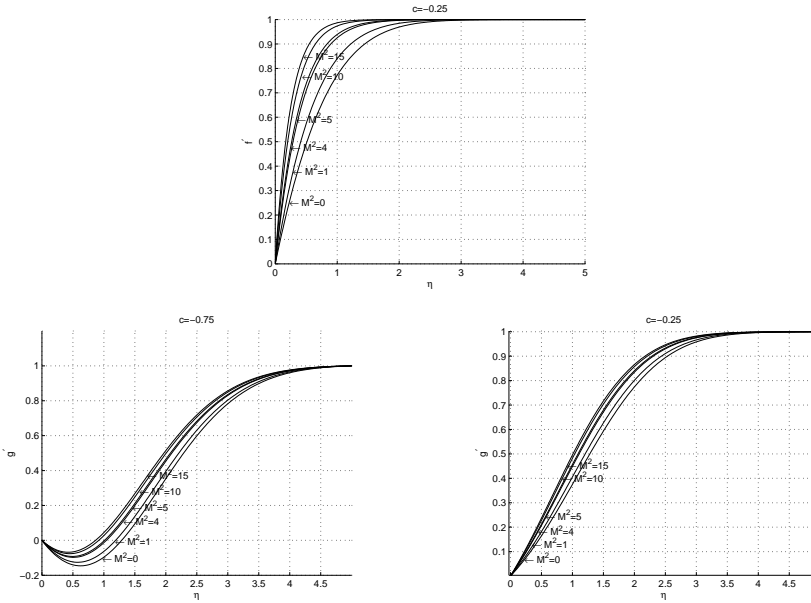 c=−0.25
1
0.9
0.8
0.7
0.6
0.5
0.4
0.3
0.2
0.1
0
f′
← M²=15
← M²=10
← M²=5
← M²=4
← M²=1
← M²=0
0 1 2 3 4 5
η
c=−0.75
1
0.8
0.6
0.4
0.2
0
−0.2
g′
← M²=15
← M²=10
← M²=5
← M²=4
← M²=1
← M²=0
0 0.5 1 1.5 2 2.5 3 3.5 4 4.5
η
c=−0.25
1
0.9
0.8
0.7
0.6
0.5
0.4
0.3
0.2
0.1
g′
← M²=15
← M²=10
← M²=5
← M²=4
← M²=1
← M²=0
0 0.5 1 1.5 2 2.5 3 3.5 4 4.5
η